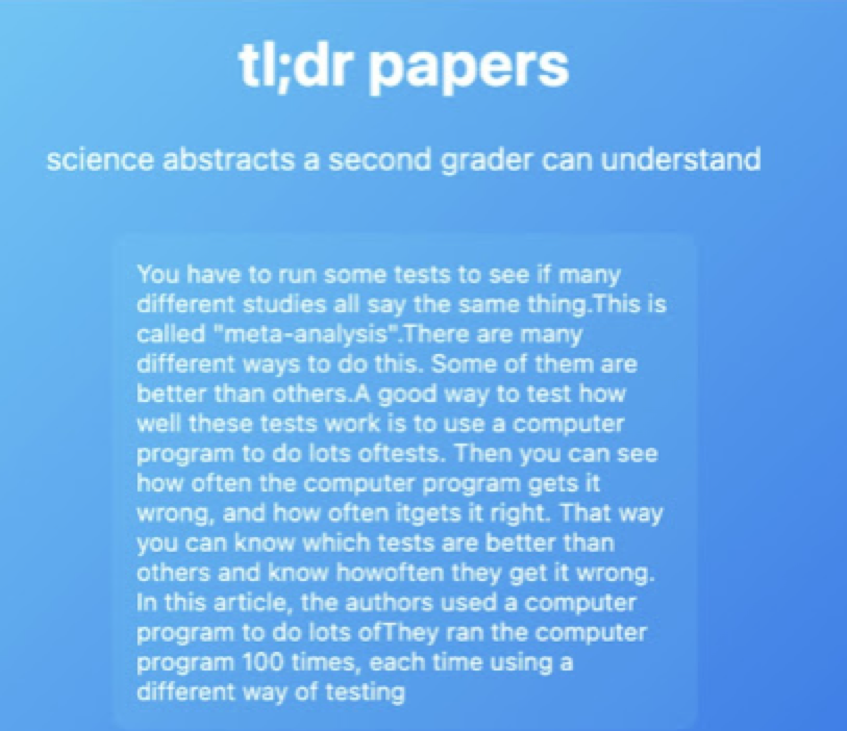 tl;dr papers
science abstracts a second grader can understand
You have to run some tests to see if many
different studies all say the same thing.This is
called "meta-analysis".There are many
different ways to do this. Some of them are
better than others.A good way to test how
well these tests work is to use a computer
program to do lots oftests. Then you can see
how often the computer program gets it
wrong, and how often itgets it right. That way
you can know which tests are better than
others and know howoften they get it wrong.
In this article, the authors used a computer
program to do lots ofThey ran the computer
program 100 times, each time using a
different way of testing